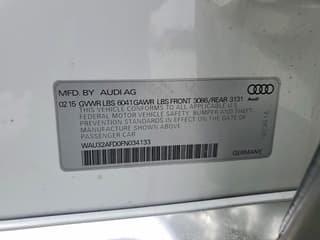 MFD. BY AUDI AG
02 15 GVWR LBS 6041 GAWR LBS FRONT 3086/REAR 3131
THIS VEHICLE CONFORMS TO ALL APPLICABLE U.S.
FEDERAL MOTOR VEHICLE SAFETY, BUMPER AND THEFT
PREVENTION STANDARDS IN EFFECT ON THE DATE OF
MANUFACTURE SHOWN ABOVE
PASSENGER CAR
WAU32AFD0FN034133
GERMANY
Audi